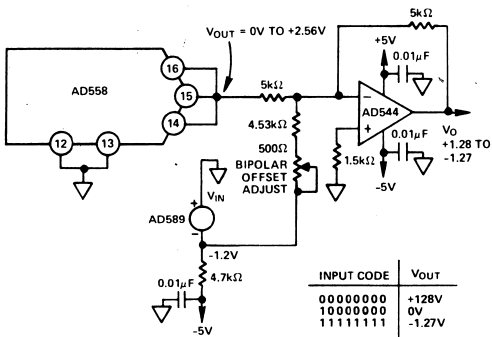 VOUT = 0V TO +2.56V
5kΩ
16
AD558
15
14
12
13
5kΩ
+5V
0.01µF
−
AD544
+
4.53kΩ
500Ω
BIPOLAR
OFFSET
ADJUST
1.5kΩ
0.01µF
-5V
VO
+1.28 TO
-1.27
VIN
+
AD589
−
-1.2V
4.7kΩ
0.01µF
-5V
INPUT CODE VOUT
00000000 +128V
10000000 0V
11111111 -1.27V